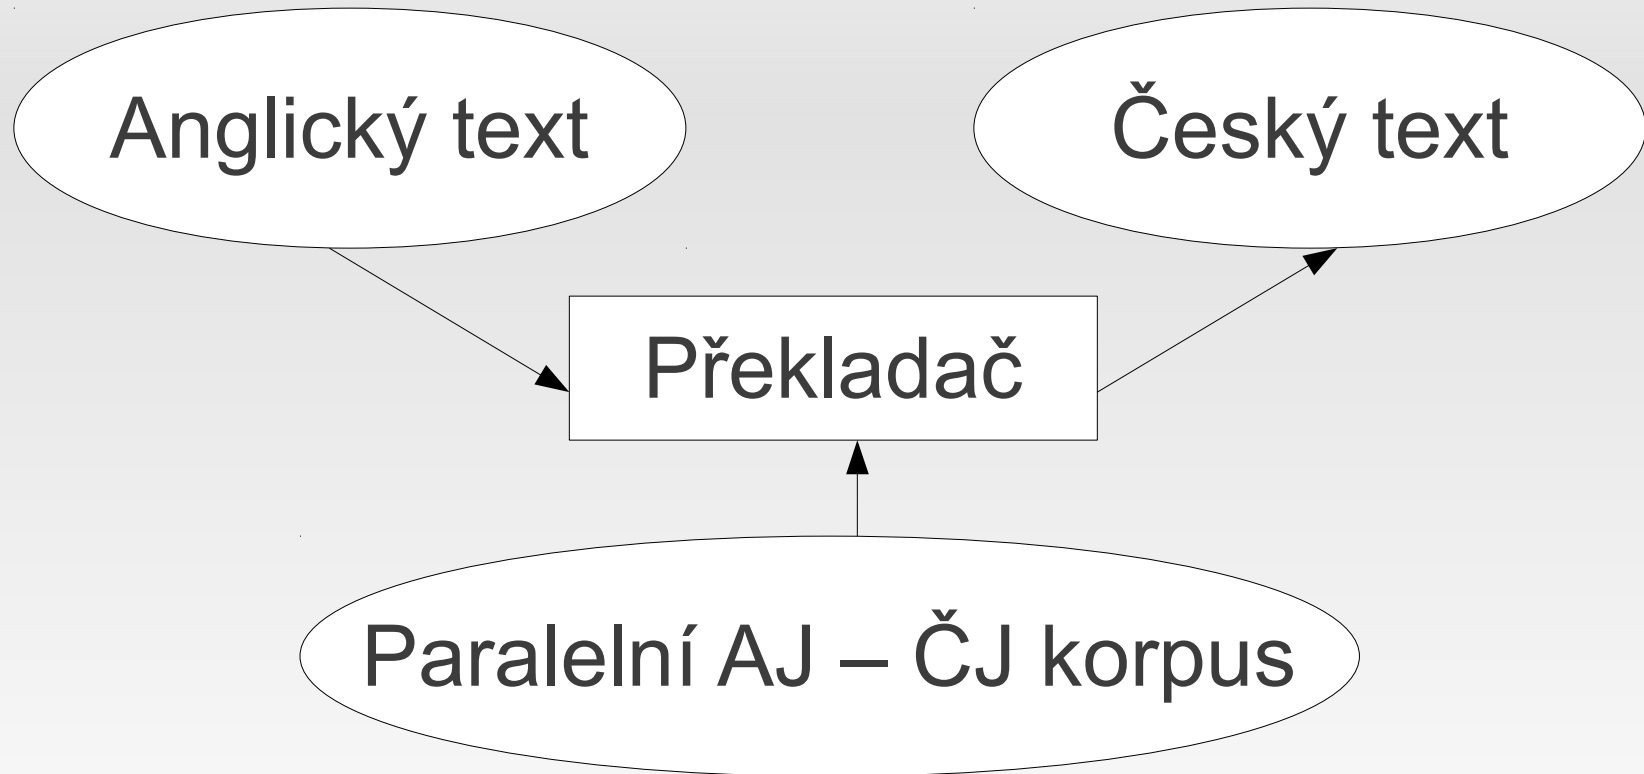 Anglický text
Český text
Překladač
Paralelní AJ – ČJ korpus